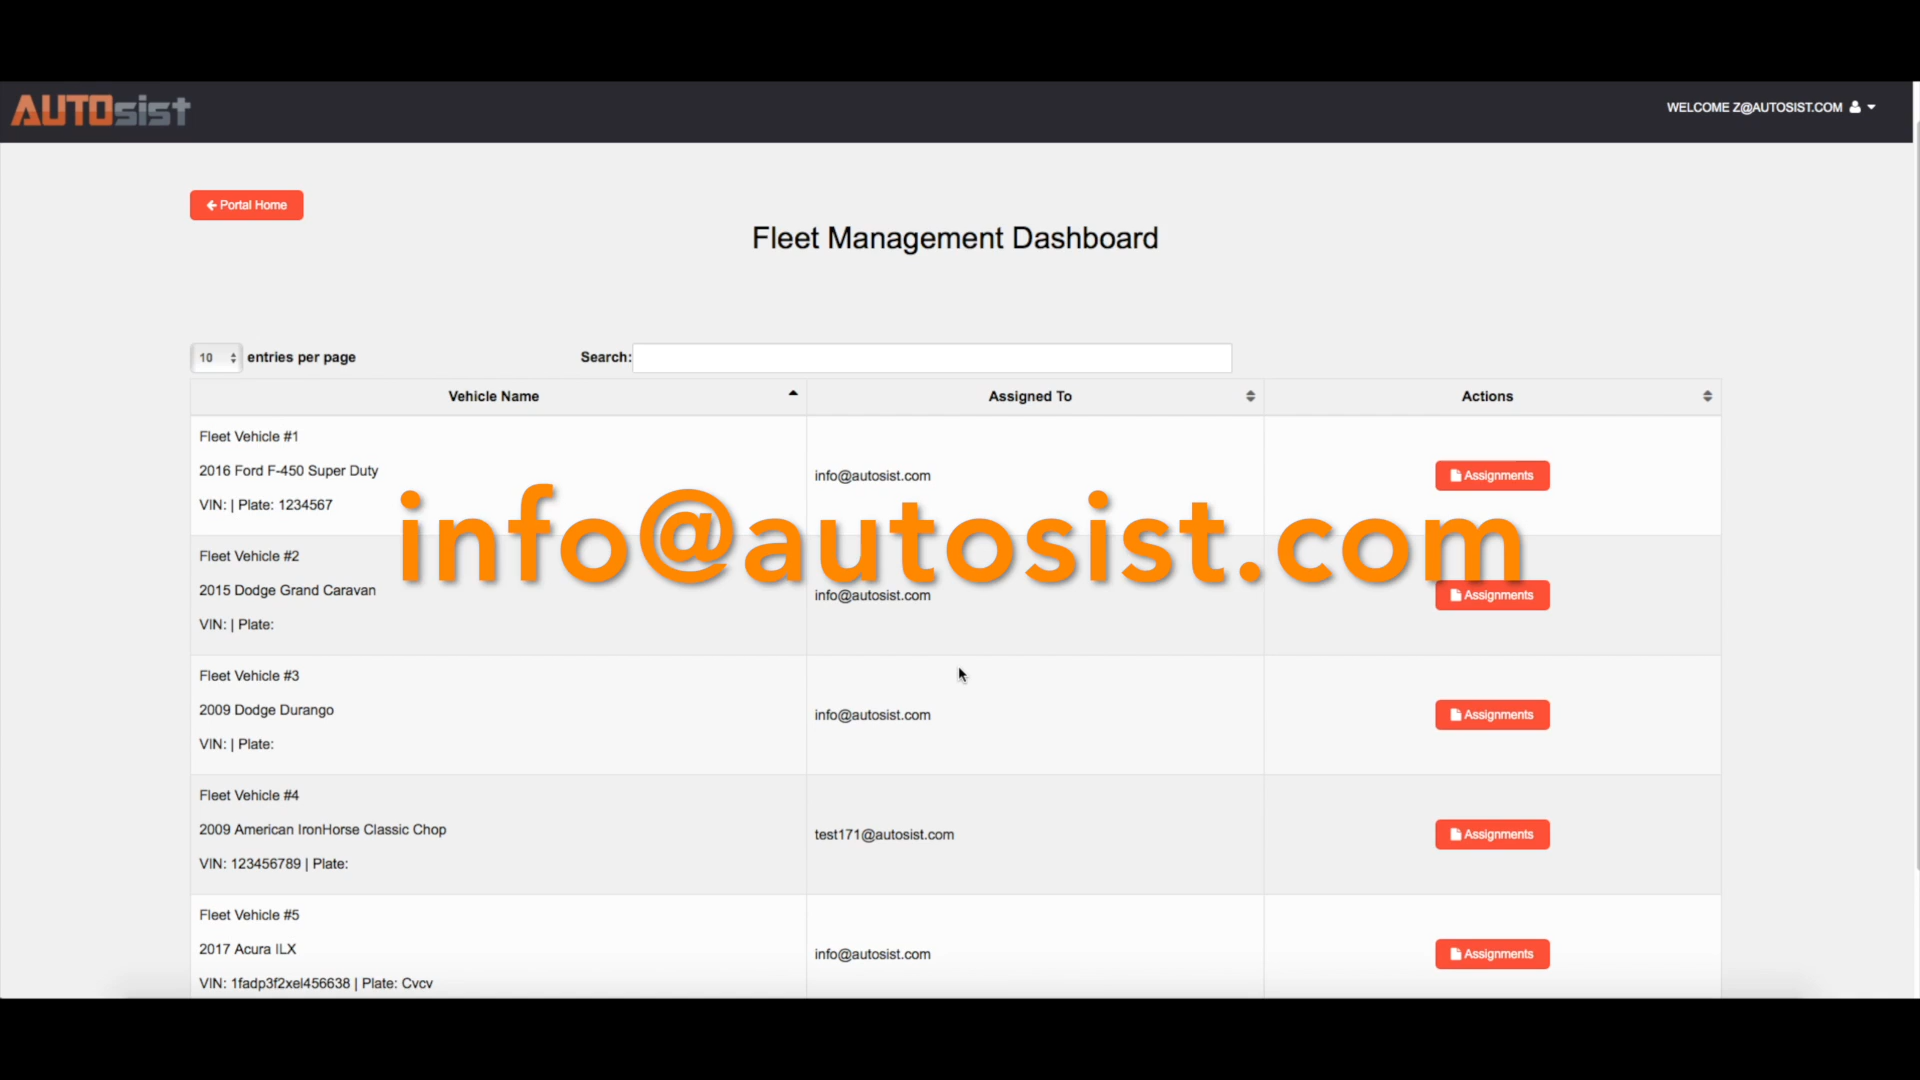 AUTOsist
WELCOME Z@AUTOSIST.COM
Portal Home
Fleet Management Dashboard
10 entries per page
Search:
Vehicle Name
Assigned To
Actions
Fleet Vehicle #1
2016 Ford F-450 Super Duty
VIN: | Plate: 1234567
info@autosist.com
Assignments
info@autosist.com
Fleet Vehicle #2
2015 Dodge Grand Caravan
VIN: | Plate:
info@autosist.com
Assignments
Fleet Vehicle #3
2009 Dodge Durango
VIN: | Plate:
info@autosist.com
Assignments
Fleet Vehicle #4
2009 American IronHorse Classic Chop
VIN: 123456789 | Plate:
test171@autosist.com
Assignments
Fleet Vehicle #5
2017 Acura ILX
VIN: 1fadp3f2xel456638 | Plate: Cvcv
info@autosist.com
Assignments